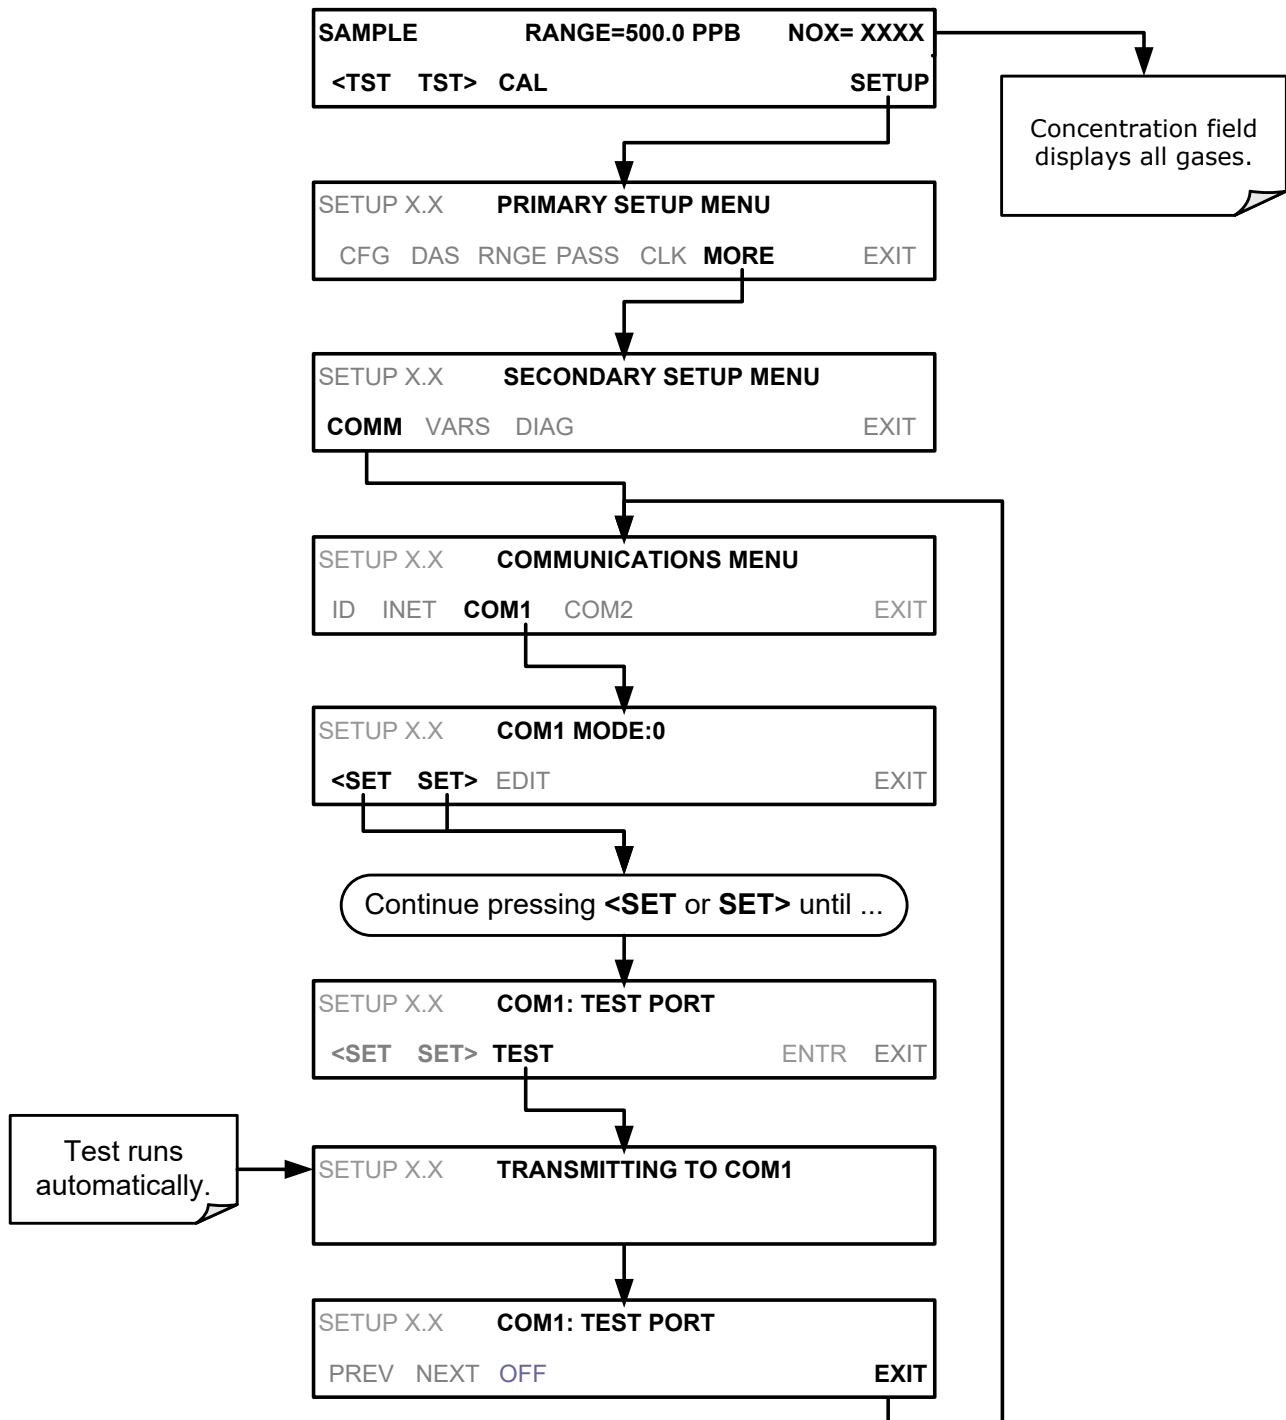 SAMPLE RANGE=500.0 PPB NOX= XXXX
<TST TST> CAL SETUP
Concentration field
displays all gases.
SETUP X.X PRIMARY SETUP MENU
CFG DAS RNGE PASS CLK MORE EXIT
SETUP X.X SECONDARY SETUP MENU
COMM VARS DIAG EXIT
SETUP X.X COMMUNICATIONS MENU
ID INET COM1 COM2 EXIT
SETUP X.X COM1 MODE:0
<SET SET> EDIT EXIT
Continue pressing <SET or SET> until ...
SETUP X.X COM1: TEST PORT
<SET SET> TEST ENTR EXIT
Test runs
automatically.
SETUP X.X TRANSMITTING TO COM1
SETUP X.X COM1: TEST PORT
PREV NEXT OFF EXIT